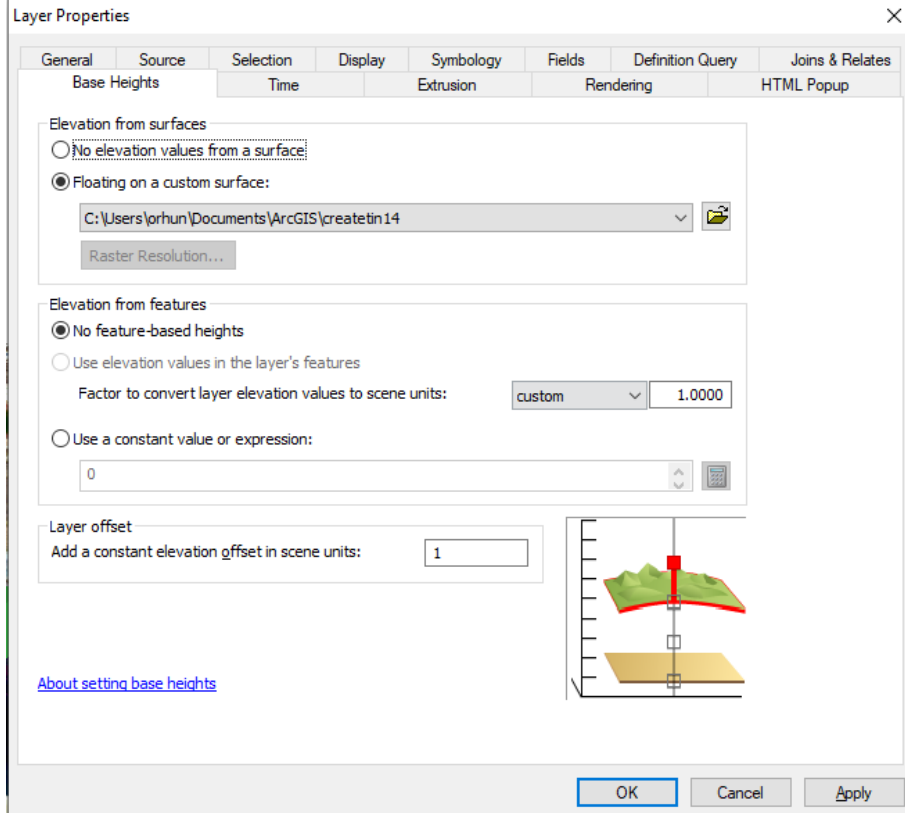 Layer Properties
General Source Selection Display Symbology Fields Definition Query Joins & Relates
Base Heights Time Extrusion Rendering HTML Popup
Elevation from surfaces
No elevation values from a surface
Floating on a custom surface:
C:\Users\orhun\Documents\ArcGIS\createtin14
Raster Resolution...
Elevation from features
No feature-based heights
Use elevation values in the layer's features
Factor to convert layer elevation values to scene units: custom 1.0000
Use a constant value or expression:
0
Layer offset
Add a constant elevation offset in scene units: 1
About setting base heights
OK Cancel Apply